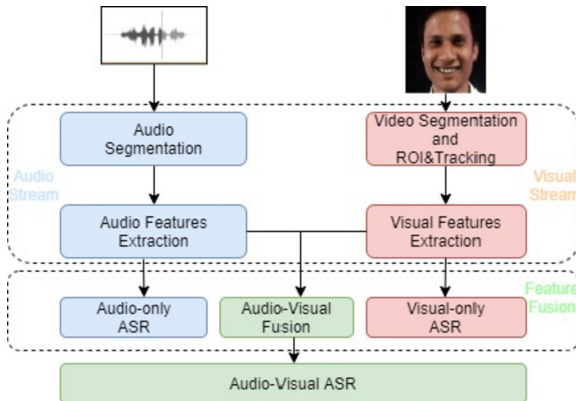 Audio
Segmentation
Video Segmentation
and
ROI&Tracking
Audio
Stream
Visual
Stream
Audio Features
Extraction
Visual Features
Extraction
Feature
Fusion
Audio-only
ASR
Audio-Visual
Fusion
Visual-only
ASR
Audio-Visual ASR